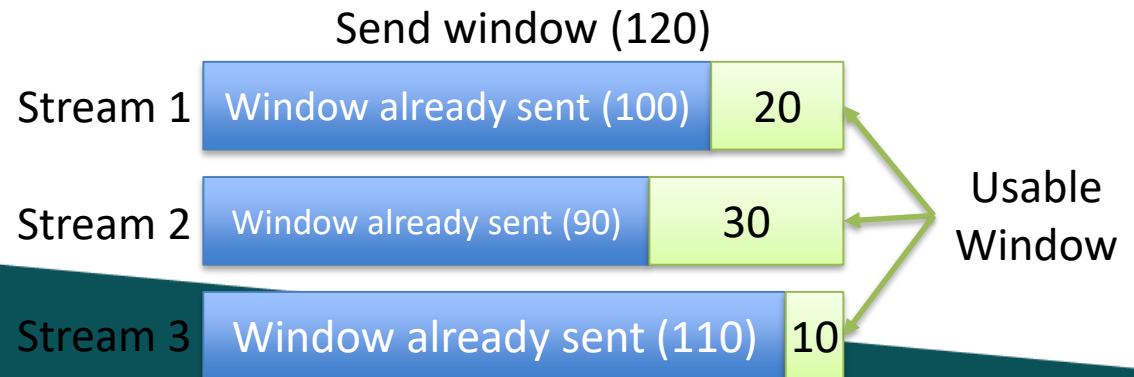 Send window (120)
Stream 1 Window already sent (100) 20
Stream 2 Window already sent (90) 30
Usable
Window
Stream 3 Window already sent (110) 10